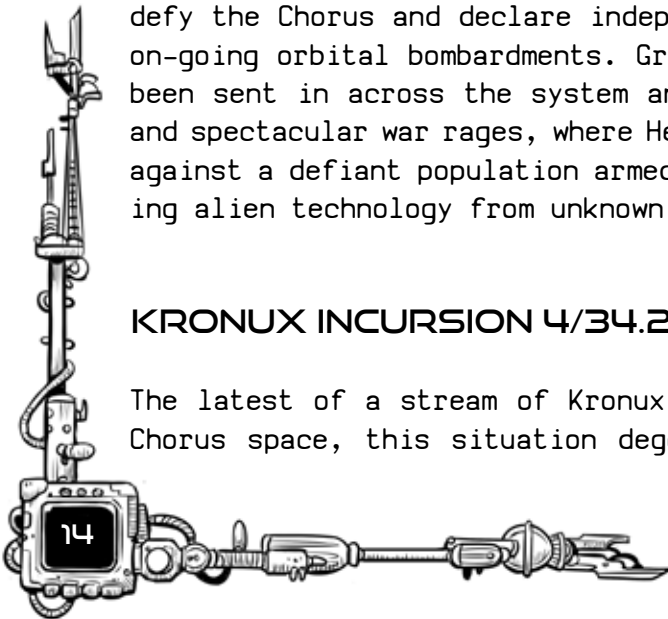 defy the Chorus and declare indep
on-going orbital bombardments. Gr
been sent in across the system a
and spectacular war rages, where He
against a defiant population armed
ing alien technology from unknown
KRONUX INCURSION 4/34.2
The latest of a stream of Kronux
Chorus space, this situation deg
14